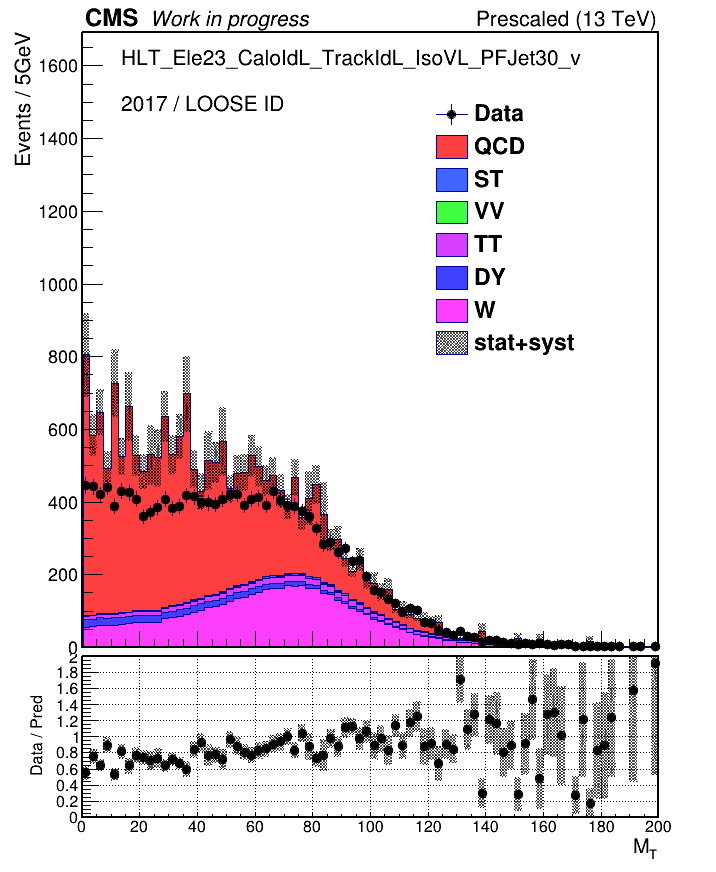 CMS Work in progress Prescaled (13 TeV)
HLT_Ele23_CaloIdL_TrackIdL_IsoVL_PFJet30_v
2017 / LOOSE ID
Events / 5GeV
1600
1400
1200
1000
800
600
400
200
0
Data
QCD
ST
VV
TT
DY
W
stat+syst
Data / Pred
2
1.8
1.6
1.4
1.2
1
0.8
0.6
0.4
0.2
0
0 20 40 60 80 100 120 140 160 180 200
M_T